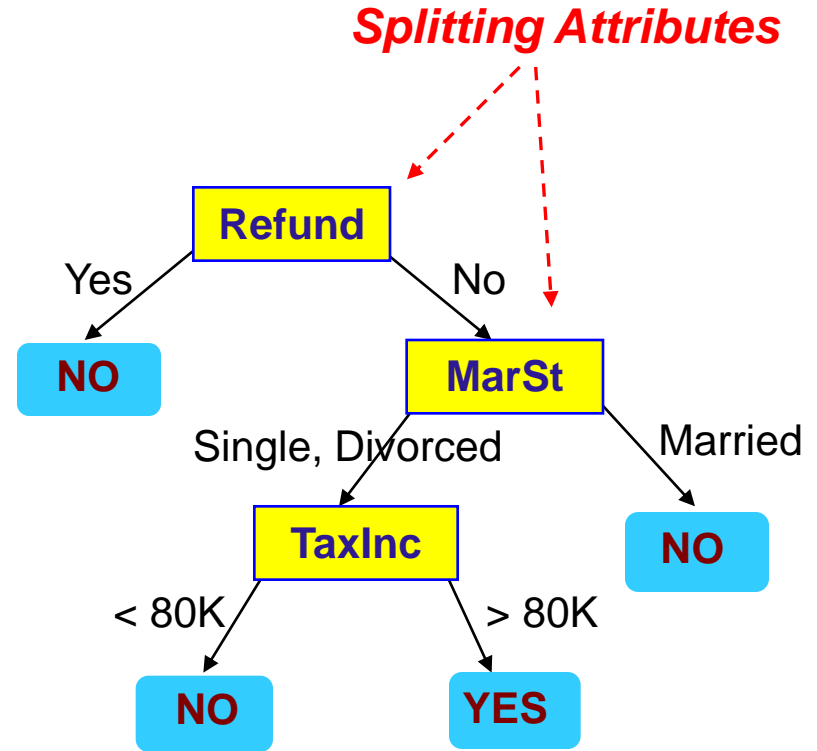 Splitting Attributes
Refund
Yes
No
NO
MarSt
Single, Divorced
Married
TaxInc
NO
< 80K
> 80K
NO
YES